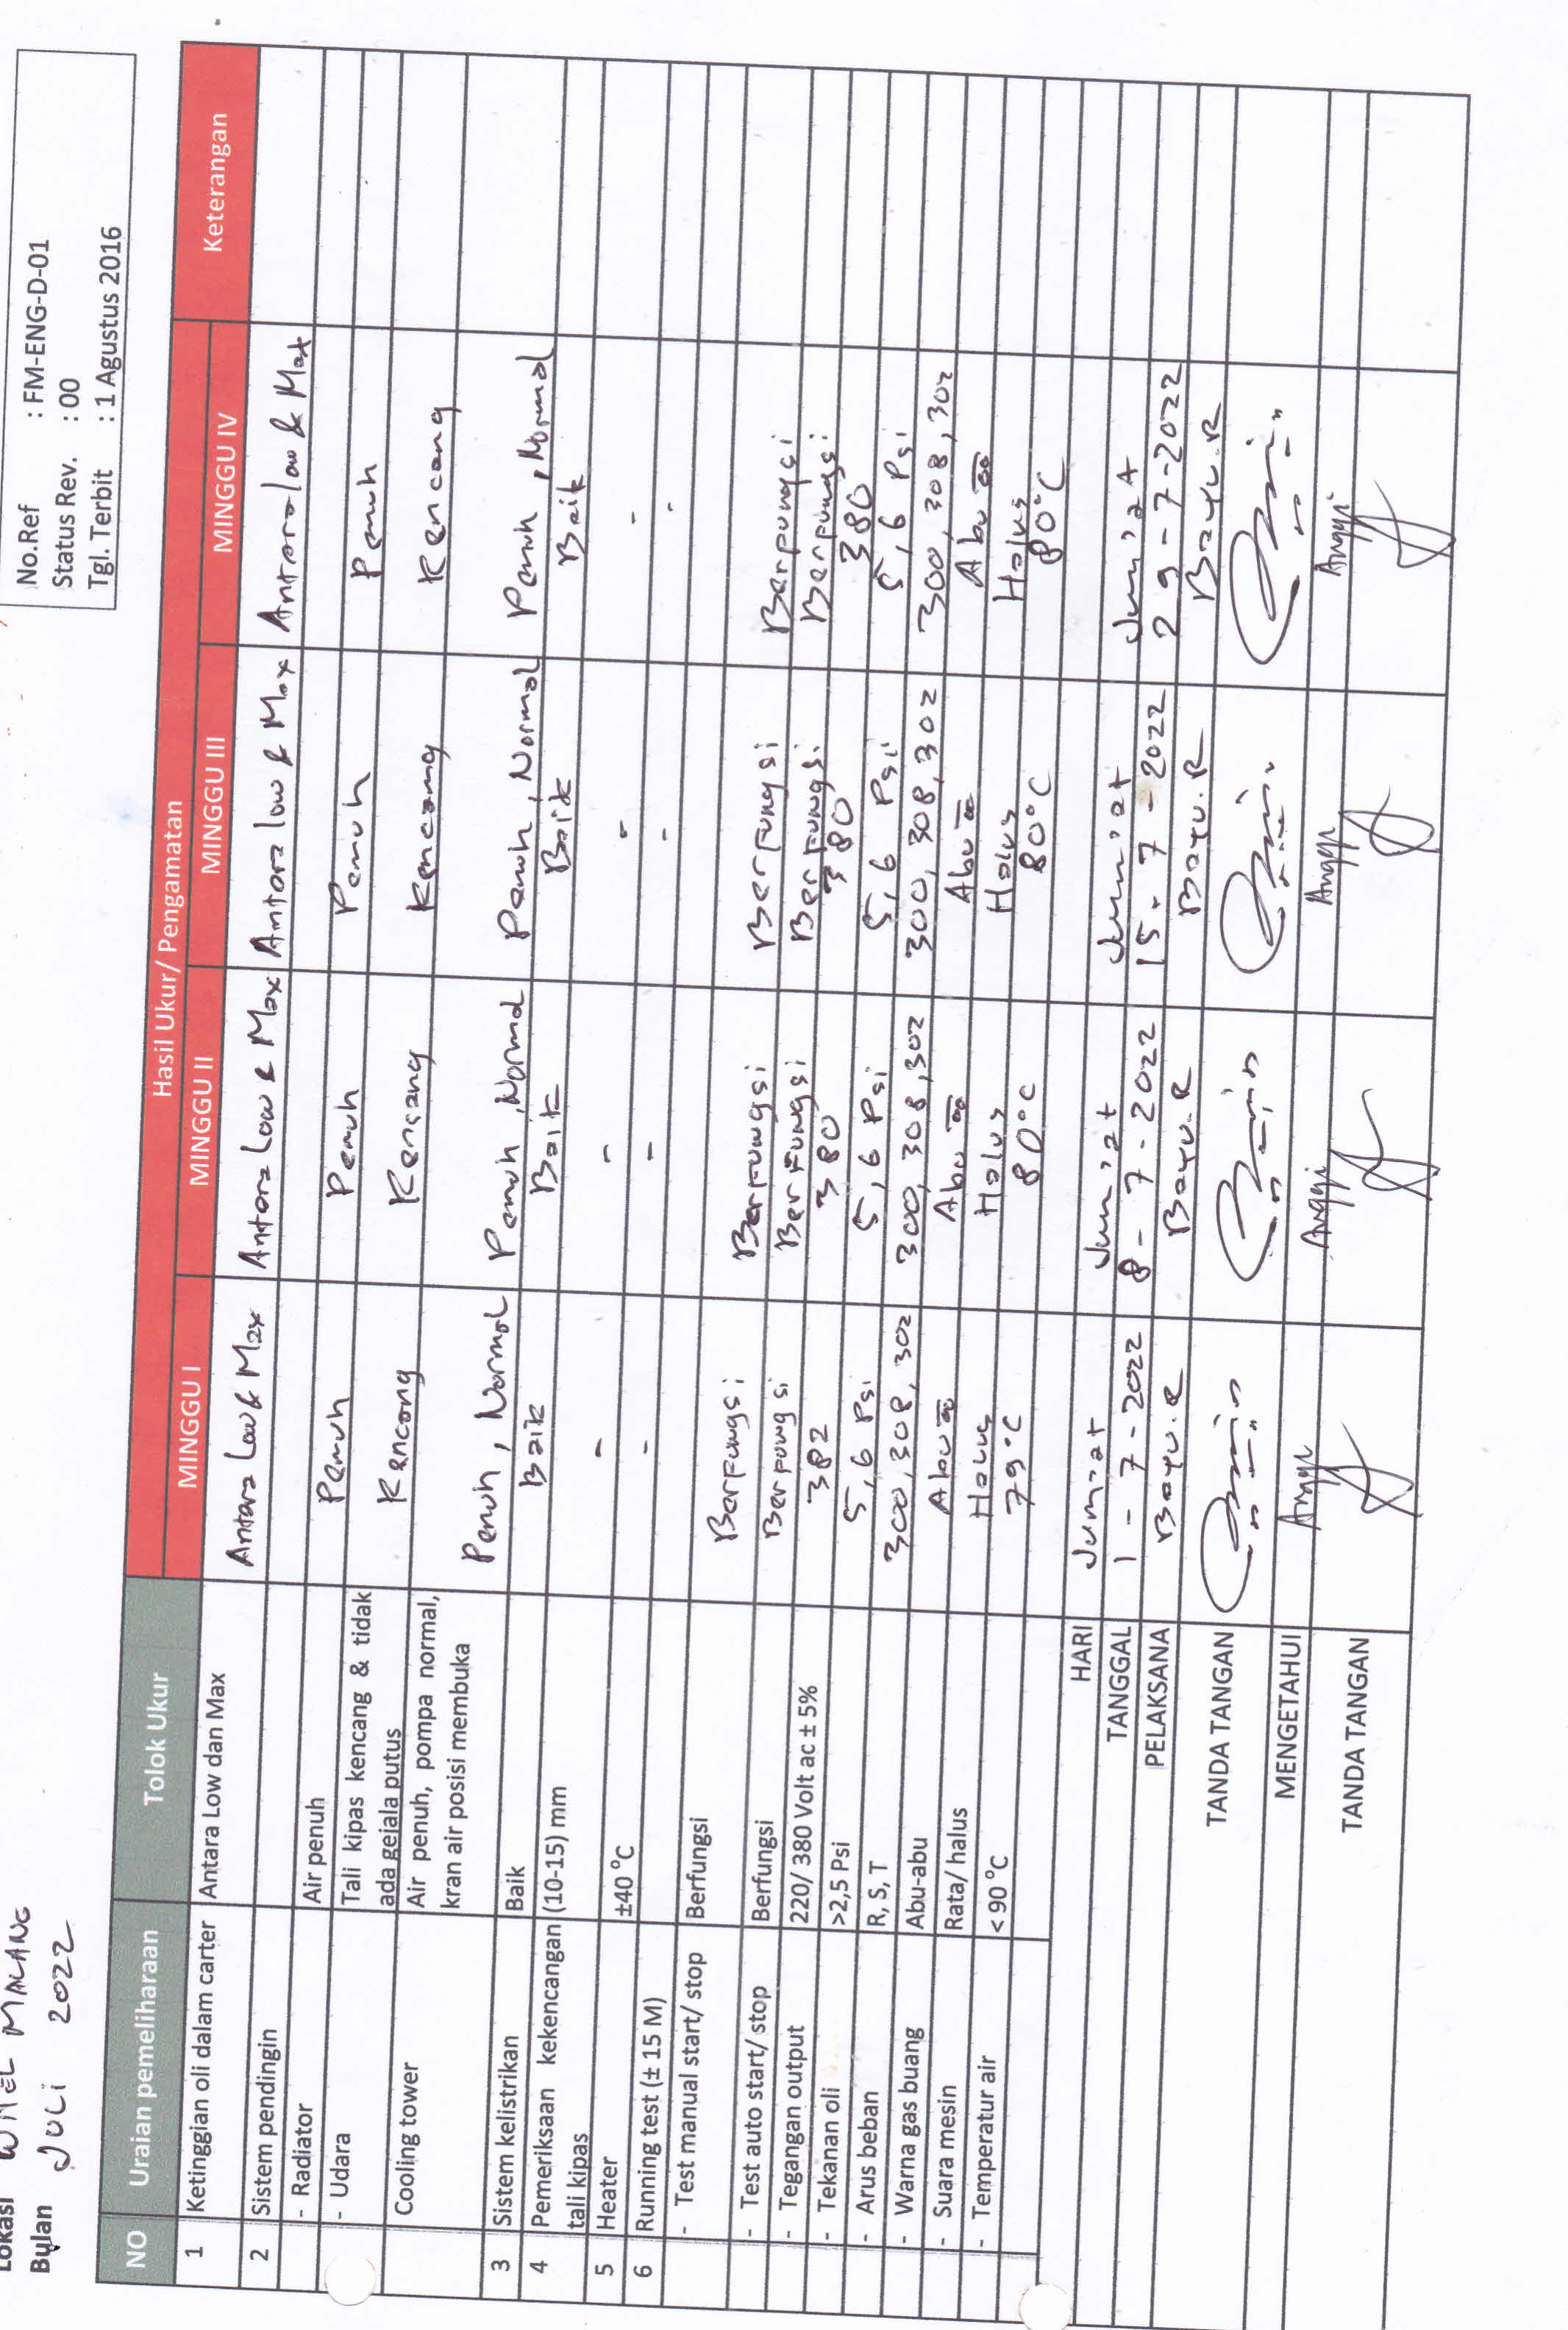 Lokasi WITEL MALANG
Bulan JULI 2022
No.Ref : FM-ENG-D-01
Status Rev. : 00
Tgl. Terbit : 1 Agustus 2016
NO Uraian pemeliharaan Tolok Ukur Hasil Ukur/ Pengamatan Keterangan
MINGGU I MINGGU II MINGGU III MINGGU IV
1 Ketinggian oli dalam carter Antara Low dan Max Antara Low & Max Antara Low & Max Antara low & Max Antara low & Max
2 Sistem pendingin
- Radiator Air penuh Penuh Penuh Penuh Penuh
- Udara Tali kipas kencang & tidak
ada gejala putus Kencang Kencang Kencang Kencang
Cooling tower Air penuh, pompa normal,
kran air posisi membuka Penuh, Normal Penuh, Normal Penuh, Normal Penuh, Normal
3 Sistem kelistrikan Baik Baik Baik Baik Baik
4 Pemeriksaan kekencangan (10-15) mm - - - -
tali kipas
5 Heater ±40 °C - - - -
6 Running test (± 15 M)
- Test manual start/ stop Berfungsi Berfungsi Berfungsi Berfungsi Berfungsi
- Test auto start/ stop Berfungsi Berfungsi Berfungsi Berfungsi Berfungsi
- Tegangan output 220/ 380 Volt ac ± 5% 382 380 380 380
- Tekanan oli >2,5 Psi 5,6 Psi 5,6 Psi 5,6 Psi 5,6 Psi
- Arus beban R, S, T 300, 308, 302 300, 308, 302 300, 308, 302 300, 308, 302
- Warna gas buang Abu-abu Abu Abu Abu Abu
- Suara mesin Rata/ halus Halus Halus Halus Halus
- Temperatur air < 90 °C 79°C 80°C 80°C 80°C
HARI Jum'at Jum'at Jum'at Jum'at
TANGGAL 1 - 7 - 2022 8 - 7 - 2022 15 - 7 - 2022 29 - 7 - 2022
PELAKSANA Bayu.R Bayu.R Bayu.R Bayu.R
TANDA TANGAN
MENGETAHUI Anggi Anggi Anggi Anggi
TANDA TANGAN